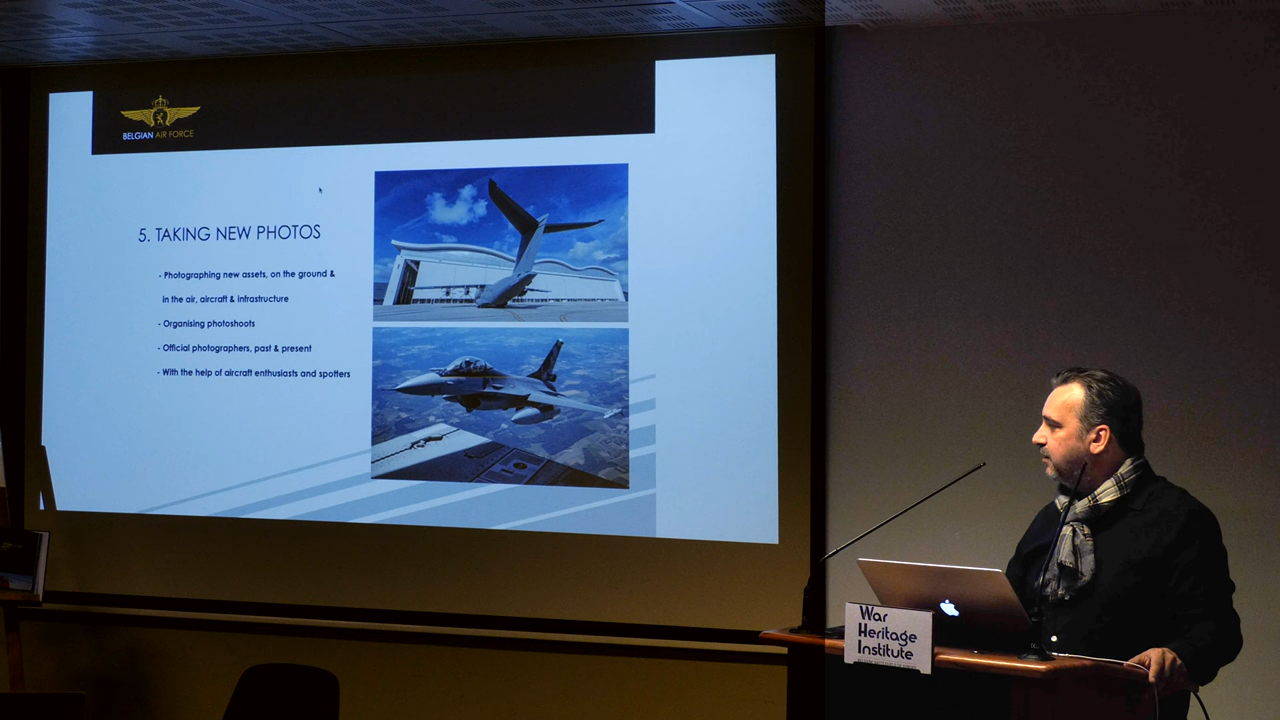 BELGIAN AIR FORCE
5. TAKING NEW PHOTOS
- Photographing new assets, on the ground &
in the air, aircraft & infrastructure
- Organising photoshoots
- Official photographers, past & present
- With the help of aircraft enthusiasts and spotters
War
Heritage
Institute